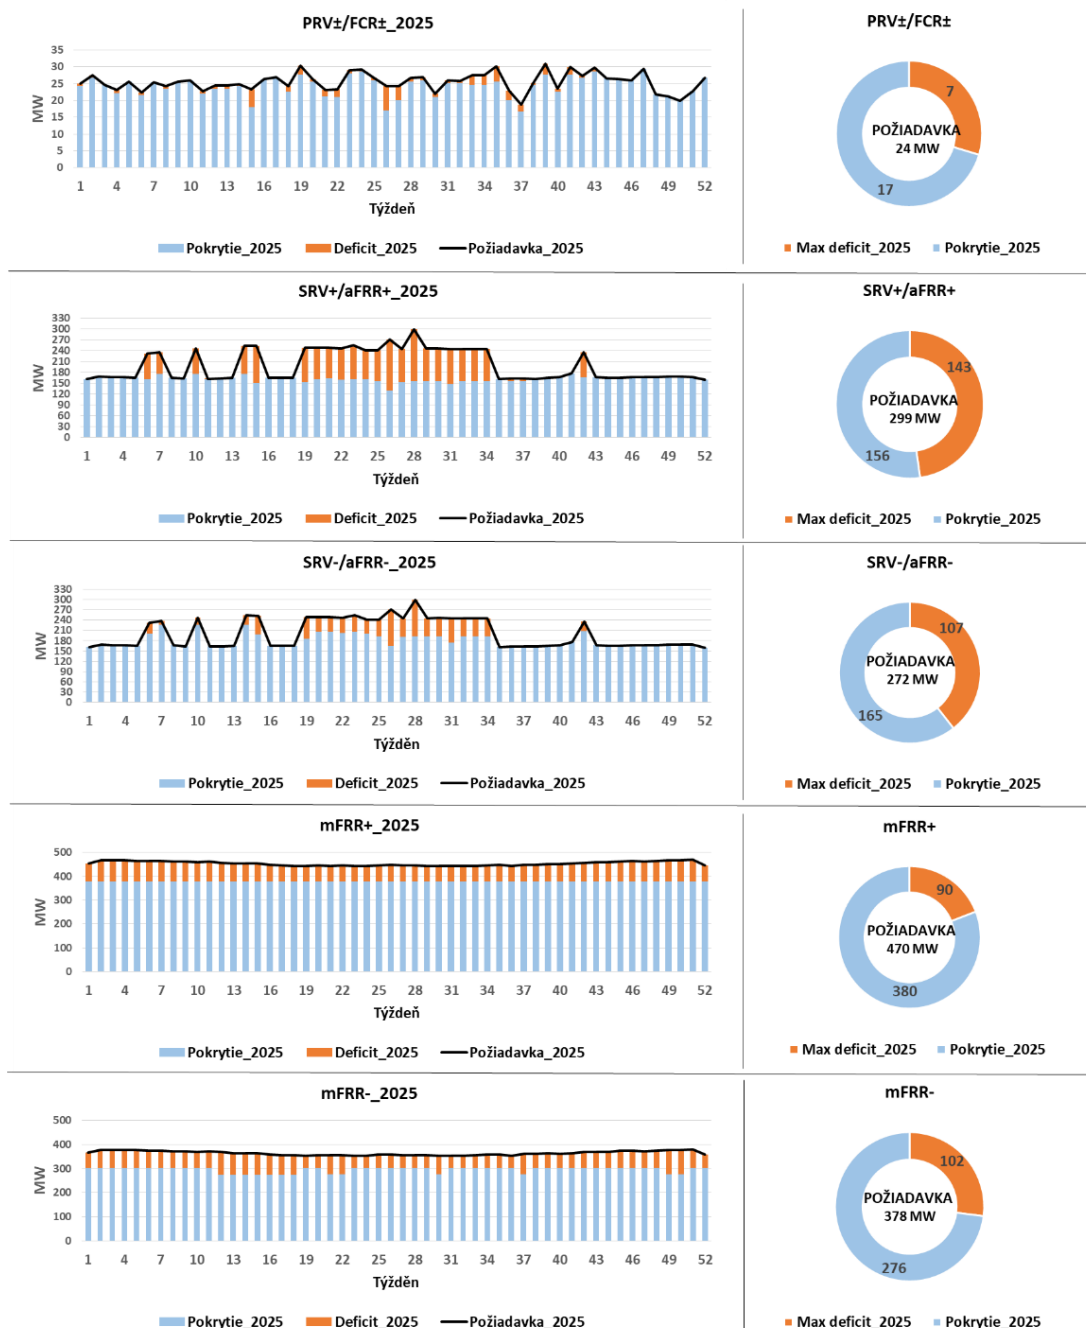 PRV±/FCR±_2025
35
30
25
20
15
10
5
0
MW
1 4 7 10 13 16 19 22 25 28 31 34 37 40 43 46 49 52
Týždeň
Pokrytie_2025 Deficit_2025 Požiadavka_2025
PRV±/FCR±
7
POŽIADAVKA
24 MW
17
Max deficit_2025 Pokrytie_2025
SRV+/aFRR+_2025
330
300
270
240
210
180
150
120
90
60
30
0
MW
1 4 7 10 13 16 19 22 25 28 31 34 37 40 43 46 49 52
Týždeň
Pokrytie_2025 Deficit_2025 Požiadavka_2025
SRV+/aFRR+
143
POŽIADAVKA
299 MW
156
Max deficit_2025 Pokrytie_2025
SRV-/aFRR-_2025
330
300
270
240
210
180
150
120
90
60
30
0
MW
1 4 7 10 13 16 19 22 25 28 31 34 37 40 43 46 49 52
Týžděn
Pokrytie_2025 Deficit_2025 Požiadavka_2025
SRV-/aFRR-
107
POŽIADAVKA
272 MW
165
Max deficit_2025 Pokrytie_2025
mFRR+_2025
500
400
300
200
100
0
MW
1 4 7 10 13 16 19 22 25 28 31 34 37 40 43 46 49 52
Týždeň
Pokrytie_2025 Deficit_2025 Požiadavka_2025
mFRR+
90
POŽIADAVKA
470 MW
380
Max deficit_2025 Pokrytie_2025
mFRR-_2025
500
400
300
200
100
0
MW
1 4 7 10 13 16 19 22 25 28 31 34 37 40 43 46 49 52
Týždeň
Pokrytie_2025 Deficit_2025 Požiadavka_2025
mFRR-
102
POŽIADAVKA
378 MW
276
Max deficit_2025 Pokrytie_2025